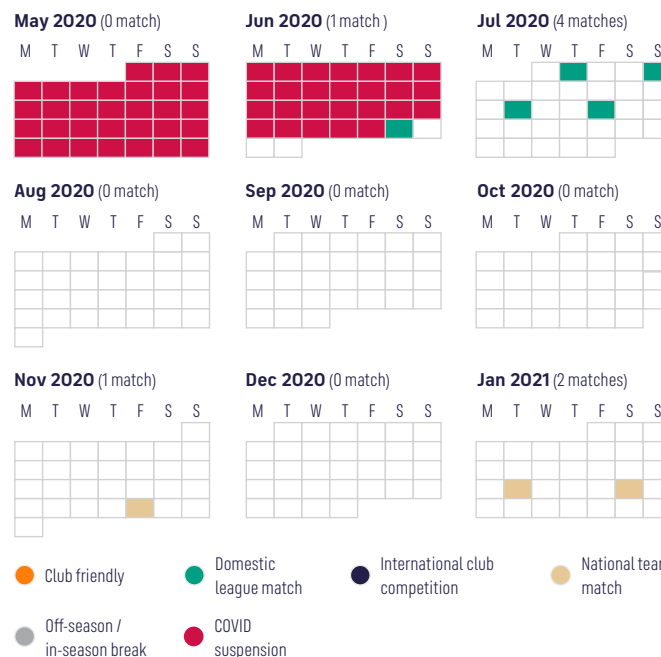 May 2020 (0 match)
Jun 2020 (1 match )
Jul 2020 (4 matches)
M T W T F S S
M T W T F S S
M T W T F S S
Aug 2020 (0 match)
Sep 2020 (0 match)
Oct 2020 (0 match)
M T W T F S S
M T W T F S S
M T W T F S S
Nov 2020 (1 match)
Dec 2020 (0 match)
Jan 2021 (2 matches)
M T W T F S S
M T W T F S S
M T W T F S S
Club friendly
Domestic
league match
International club
competition
National tea
match
Off-season /
in-season break
COVID
suspension